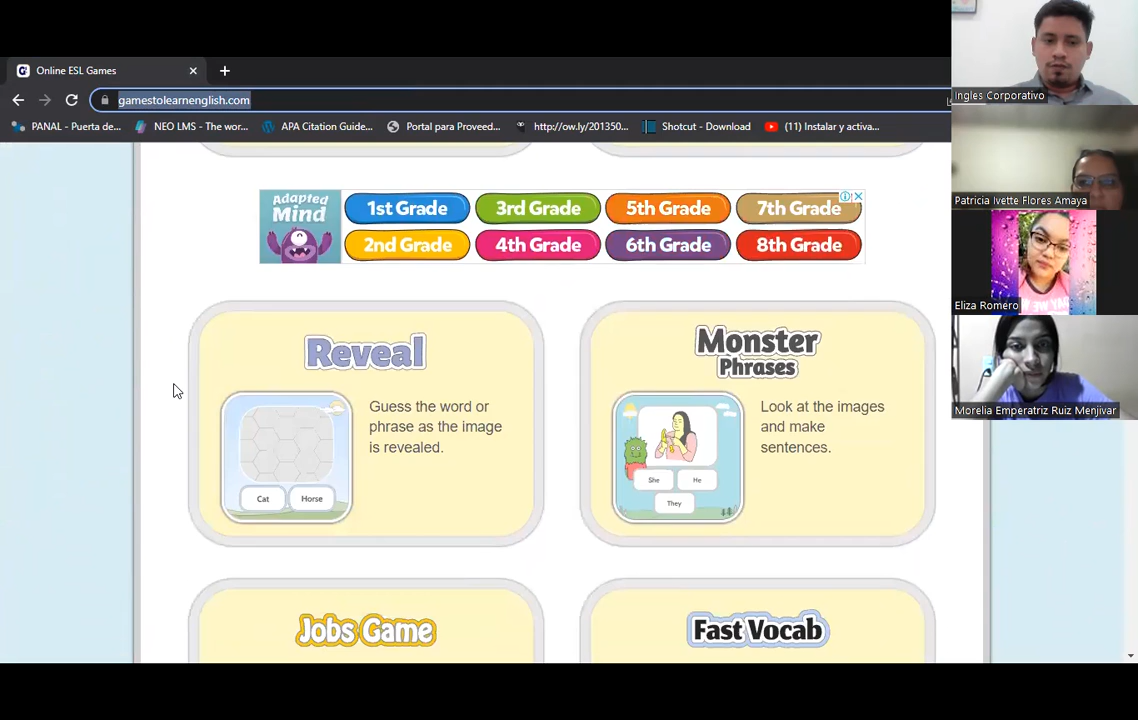 Online ESL Games
gamestolearnenglish.com
PANAL - Puerta de... NEO LMS - The wor... APA Citation Guide... Portal para Proveed... http://ow.ly/201350... Shotcut - Download (11) Instalar y activa...
Ingles Corporativo
Patricia Ivette Flores Amaya
Eliza Romero
Morelia Emperatriz Ruiz Menjivar
Adapted
Mind
1st Grade 3rd Grade 5th Grade 7th Grade
2nd Grade 4th Grade 6th Grade 8th Grade
Reveal
Guess the word or
phrase as the image
is revealed.
Cat Horse
Monster
Phrases
Look at the images
and make
sentences.
She He
They
Jobs Game
Fast Vocab